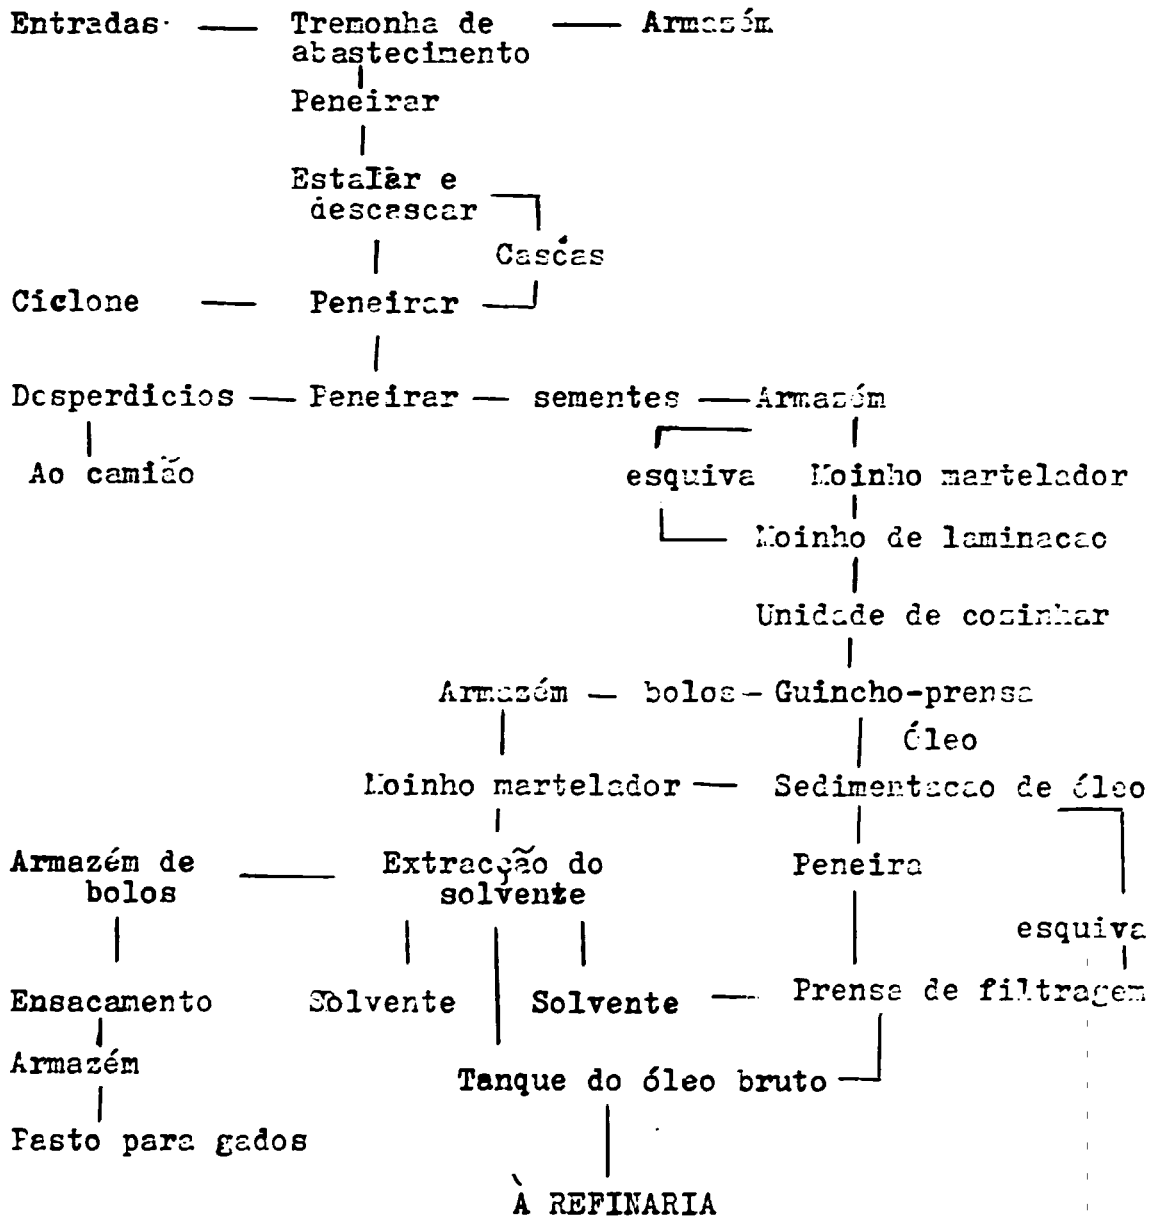 Entradas — Tremonha de — Armazém
abastecimento
Peneirar
Estalar e
descascar
Cascas
Ciclone — Peneirar
Desperdicios — Peneirar — sementes — Armazém
Ao camião
esquiva Moinho martelador
Moinho de laminacao
Unidade de cozinhar
Armazém — bolos - Guincho-prensa
Óleo
Moinho martelador — Sedimentacao de óleo
Armazém de — Extracção do
bolos solvente
Peneira
esquiva
Ensacamento Solvente Solvente — Prensa de filtragem
Armazém
Tanque do óleo bruto
Pasto para gados
À REFINARIA